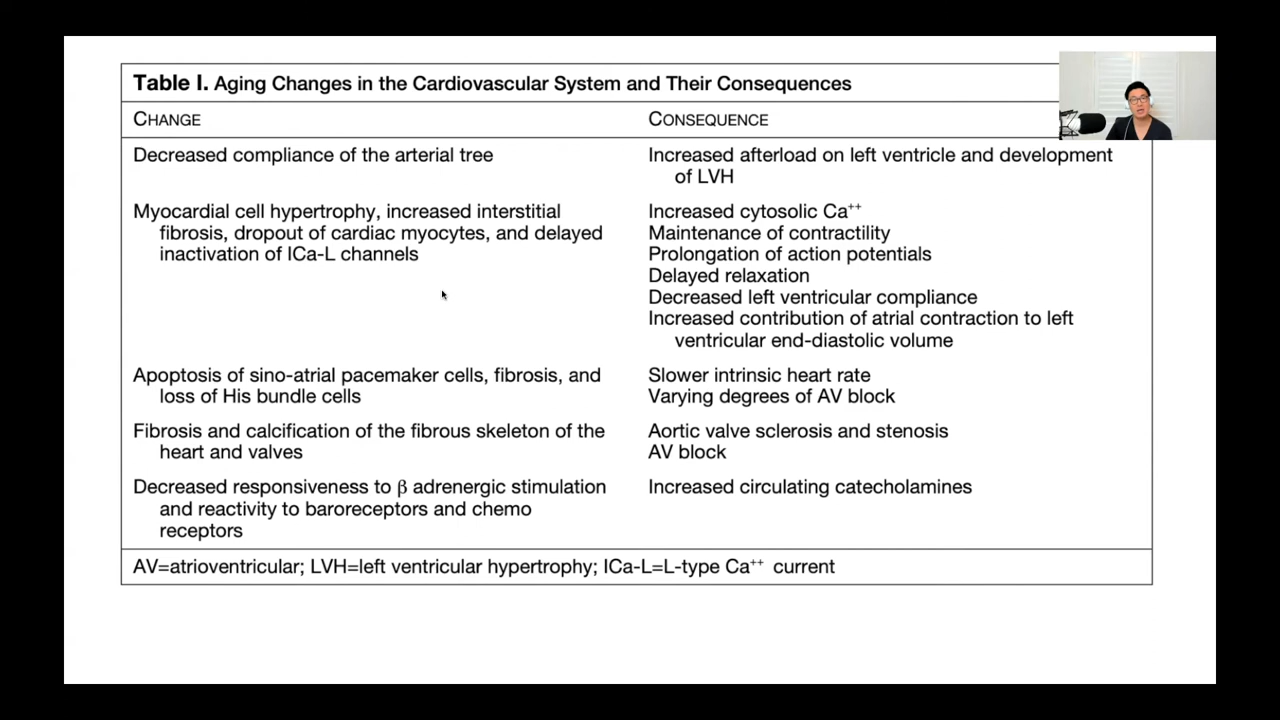 Table I. Aging Changes in the Cardiovascular System and Their Consequences
CHANGE
CONSEQUENCE
Decreased compliance of the arterial tree
Increased afterload on left ventricle and development
of LVH
Myocardial cell hypertrophy, increased interstitial
fibrosis, dropout of cardiac myocytes, and delayed
inactivation of ICa-L channels
Increased cytosolic Ca⁺⁺
Maintenance of contractility
Prolongation of action potentials
Delayed relaxation
Decreased left ventricular compliance
Increased contribution of atrial contraction to left
ventricular end-diastolic volume
Apoptosis of sino-atrial pacemaker cells, fibrosis, and
loss of His bundle cells
Slower intrinsic heart rate
Varying degrees of AV block
Fibrosis and calcification of the fibrous skeleton of the
heart and valves
Aortic valve sclerosis and stenosis
AV block
Decreased responsiveness to β adrenergic stimulation
and reactivity to baroreceptors and chemo
receptors
Increased circulating catecholamines
AV=atrioventricular; LVH=left ventricular hypertrophy; ICa-L=L-type Ca⁺⁺ current